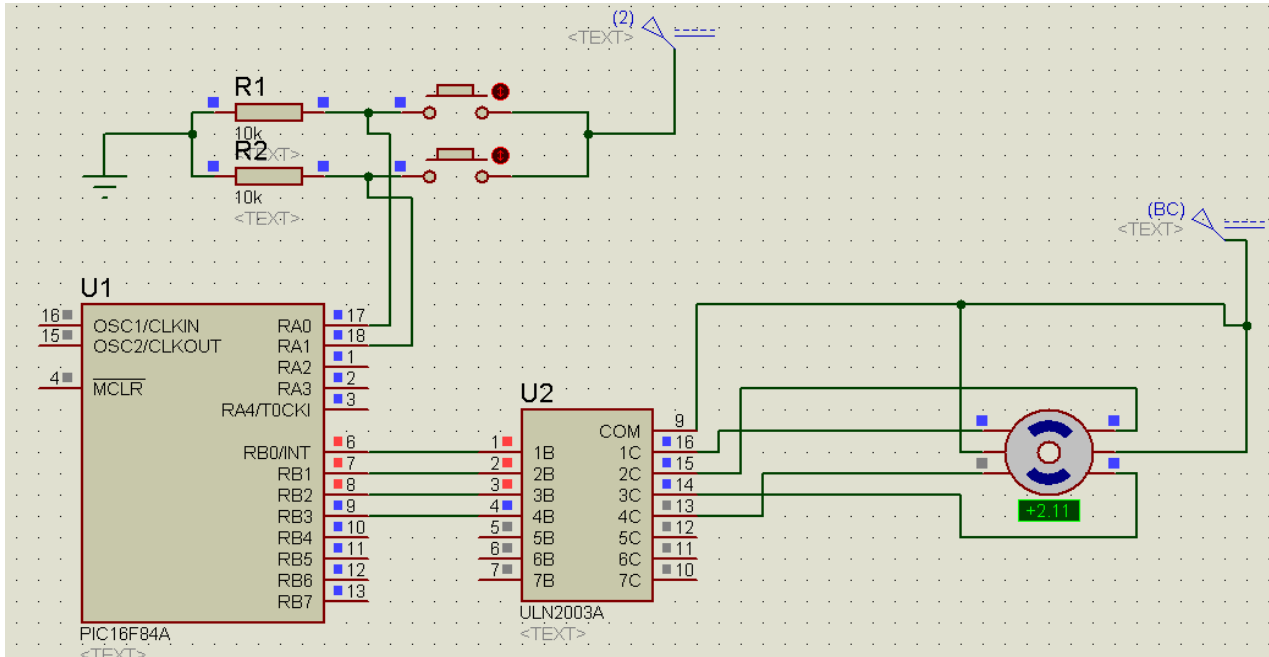 (2)
<TEXT>
R1
10k
<TEXT>
R2
10k
<TEXT>
(BC)
<TEXT>
U1
16 OSC1/CLKIN RA0 17
15 OSC2/CLKOUT RA1 18
RA2 1
4 MCLR RA3 2
RA4/T0CKI 3
RB0/INT 6
RB1 7
RB2 8
RB3 9
RB4 10
RB5 11
RB6 12
RB7 13
PIC16F84A
<TEXT>
U2
COM 9
1 1B 1C 16
2 2B 2C 15
3 3B 3C 14
4 4B 4C 13
5 5B 5C 12
6 6B 6C 11
7 7B 7C 10
ULN2003A
<TEXT>
+2.11